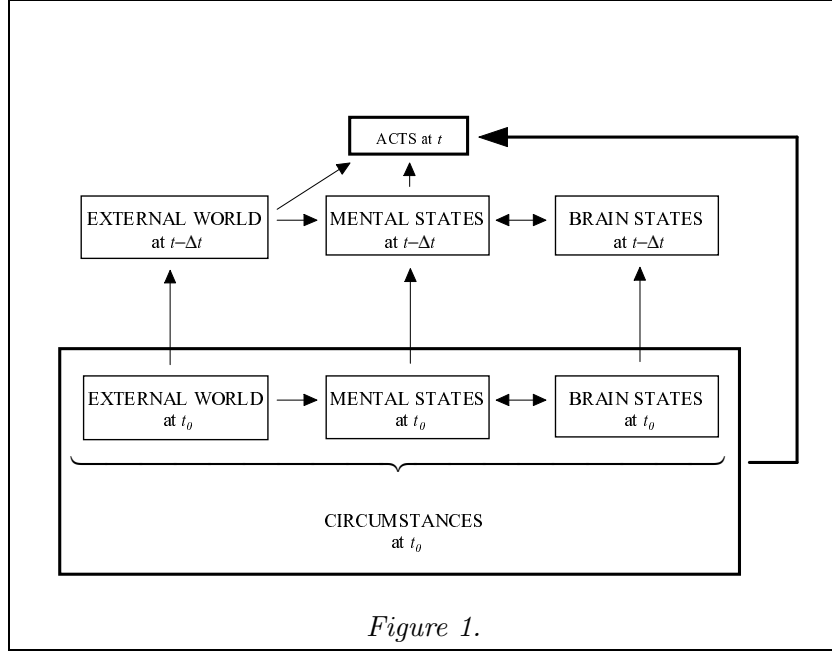 ACTS at t
EXTERNAL WORLD
at t–Δt
MENTAL STATES
at t–Δt
BRAIN STATES
at t–Δt
EXTERNAL WORLD
at t₀
MENTAL STATES
at t₀
BRAIN STATES
at t₀
CIRCUMSTANCES
at t₀
Figure 1.